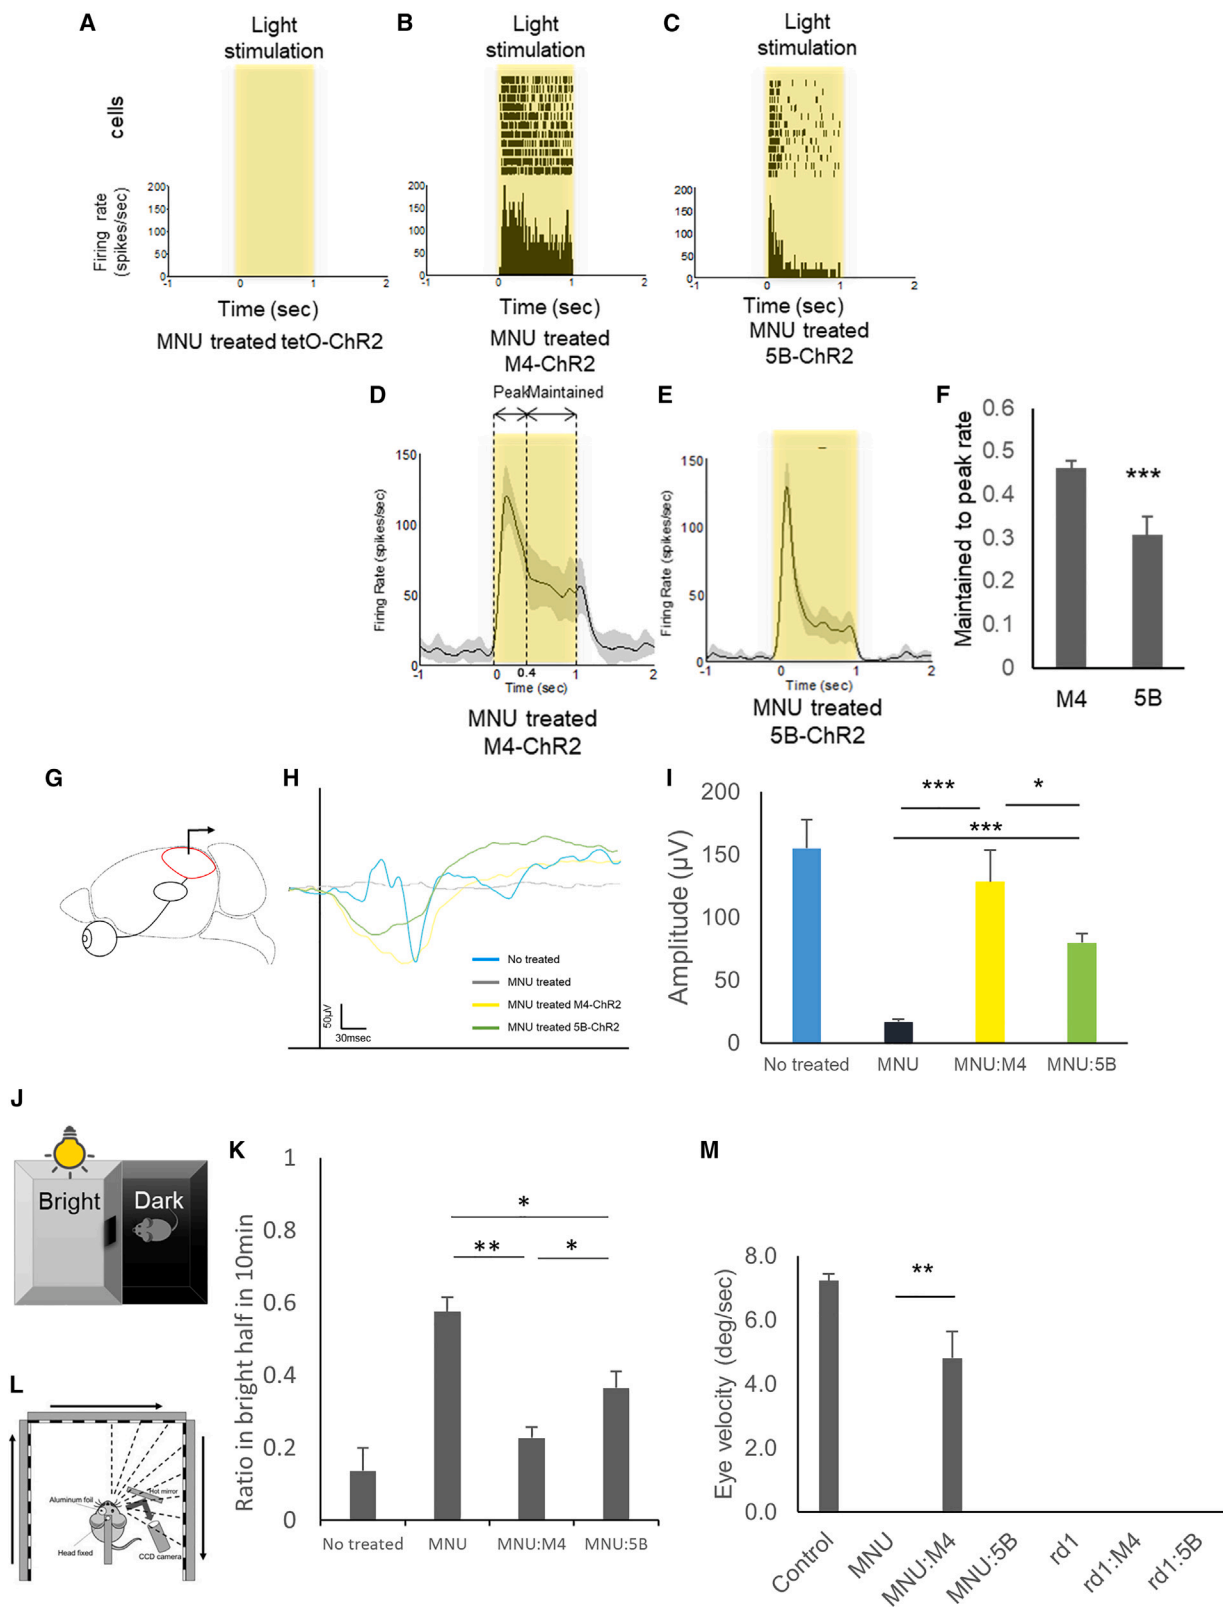 A
Light
stimulation
cells
Firing rate
(spikes/sec)
200
150
100
50
0
-1
0
1
2
Time (sec)
MNU treated tetO-ChR2
B
Light
stimulation
200
150
100
50
0
-1
0
1
2
Time (sec)
MNU treated
M4-ChR2
C
Light
stimulation
200
150
100
50
0
-1
0
1
2
Time (sec)
MNU treated
5B-ChR2
D
Peak
Maintained
Firing Rate (spikes/sec)
150
100
50
0
-1
0
0.4
1
2
Time (sec)
MNU treated
M4-ChR2
E
Firing Rate (spikes/sec)
150
100
50
0
-1
0
1
2
Time (sec)
MNU treated
5B-ChR2
F
Maintained to peak rate
0.6
0.5
0.4
0.3
0.2
0.1
0
***
M4
5B
G
H
No treated
MNU treated
MNU treated M4-ChR2
MNU treated 5B-ChR2
50µV
30msec
I
Amplitude (µV)
200
150
100
50
0
***
*
***
No treated
MNU
MNU:M4
MNU:5B
J
Bright
Dark
K
Ratio in bright half in 10min
1
0.8
0.6
0.4
0.2
0
*
**
*
No treated
MNU
MNU:M4
MNU:5B
L
Aluminum foil
Hot mirror
Head fixed
CCD camera
M
Eye velocity (deg/sec)
8.0
6.0
4.0
2.0
0.0
**
Control
MNU
MNU:M4
MNU:5B
rd1
rd1:M4
rd1:5B